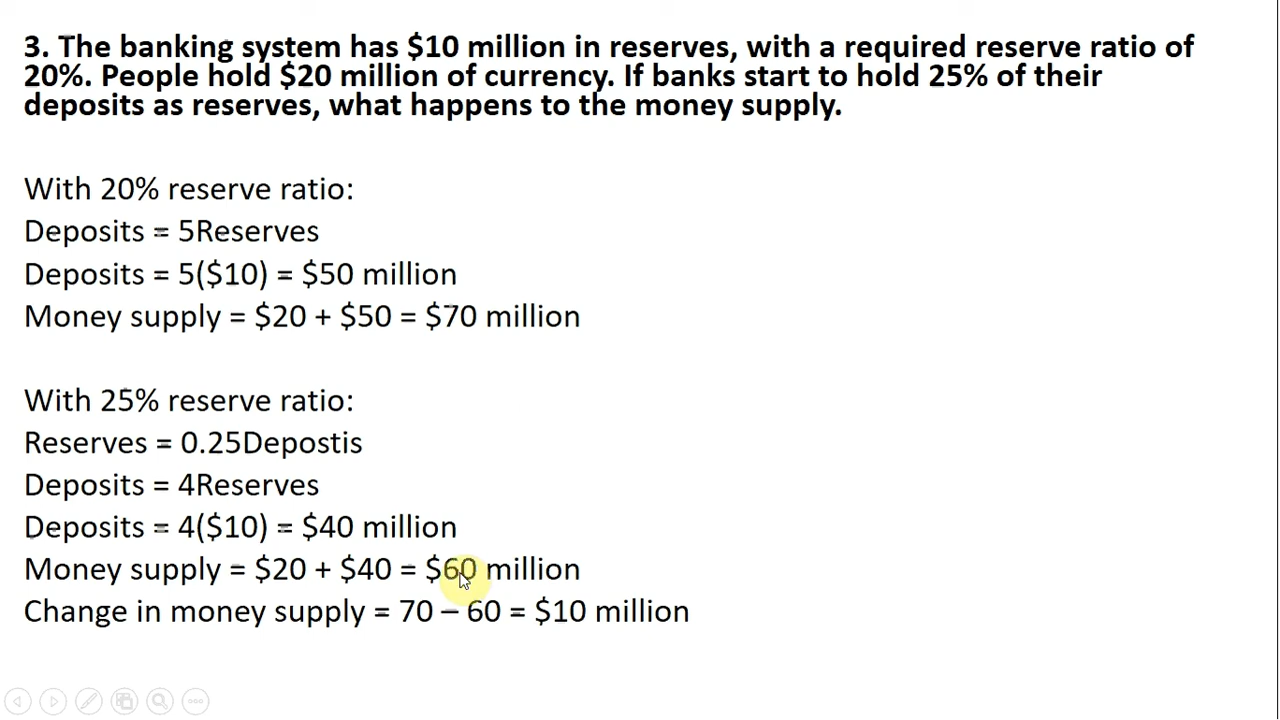 3. The banking system has $10 million in reserves, with a required reserve ratio of
20%. People hold $20 million of currency. If banks start to hold 25% of their
deposits as reserves, what happens to the money supply.
With 20% reserve ratio:
Deposits = 5Reserves
Deposits = 5($10) = $50 million
Money supply = $20 + $50 = $70 million
With 25% reserve ratio:
Reserves = 0.25Depostis
Deposits = 4Reserves
Deposits = 4($10) = $40 million
Money supply = $20 + $40 = $60 million
Change in money supply = 70 – 60 = $10 million